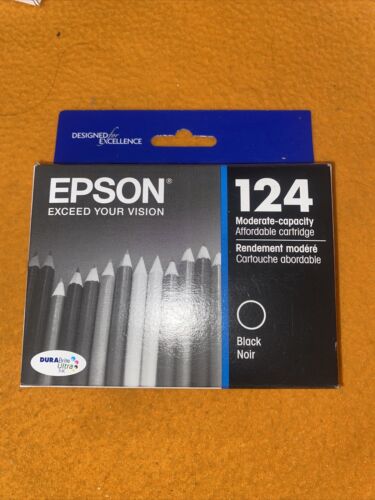 DESIGNED for
EXCELLENCE
EPSON®
EXCEED YOUR VISION
124
Moderate-capacity
Affordable cartridge
Rendement modéré
Cartouche abordable
Black
Noir
DURABrite
Ultra
INK